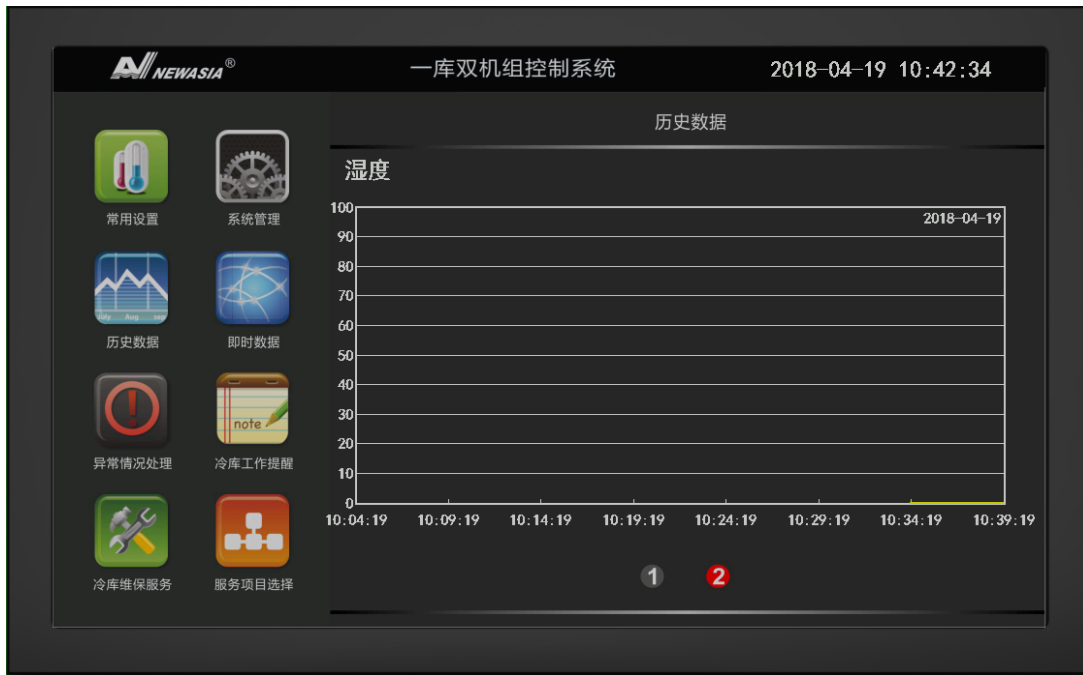 NEWASIA®
一库双机组控制系统
2018-04-19 10:42:34
历史数据
常用设置
系统管理
July Aug sep
历史数据
即时数据
note
异常情况处理
冷库工作提醒
冷库维保服务
服务项目选择
湿度
2018-04-19
100
90
80
70
60
50
40
30
20
10
0
10:04:19 10:09:19 10:14:19 10:19:19 10:24:19 10:29:19 10:34:19 10:39:19
1 2